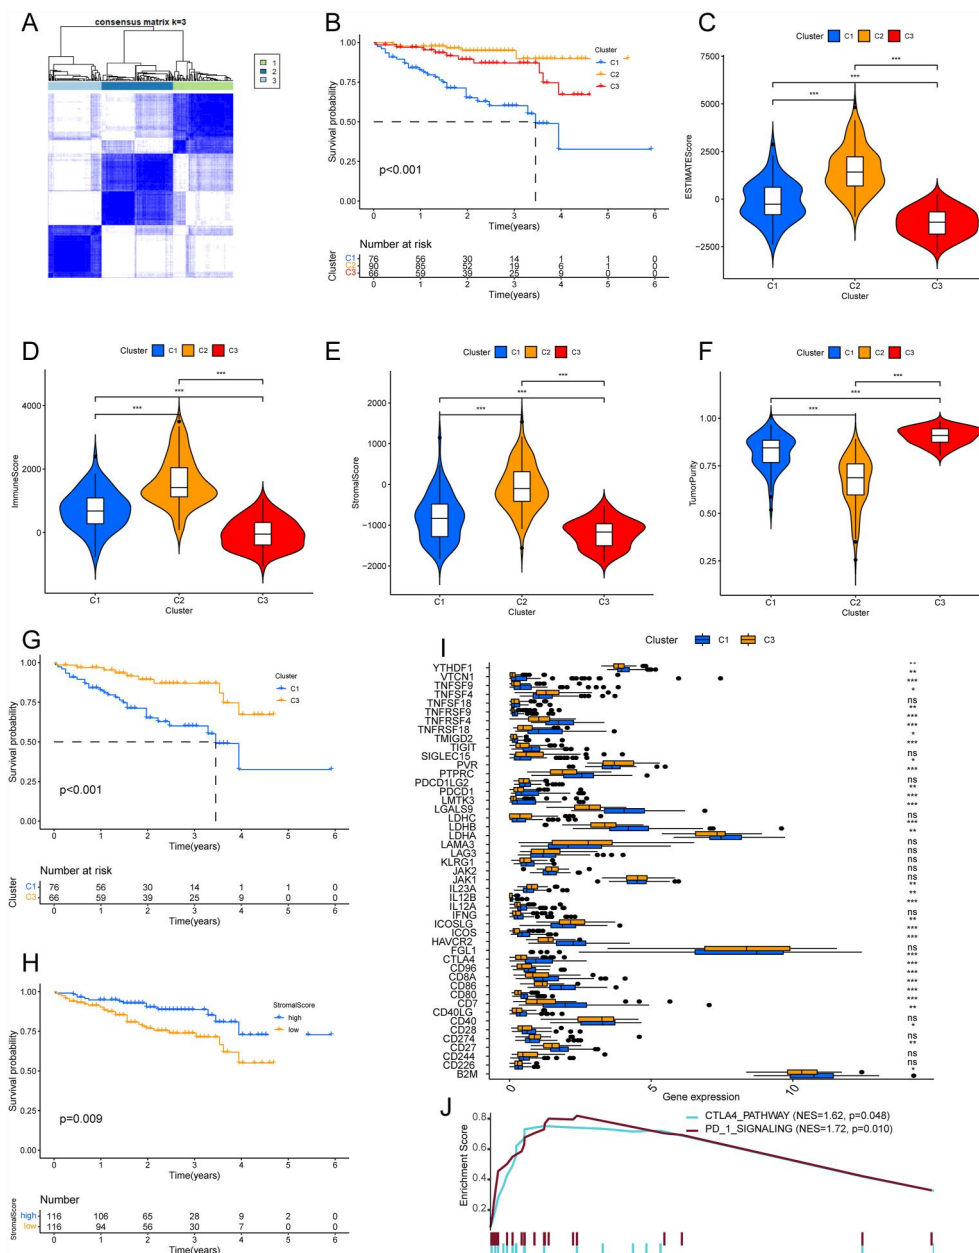 A
consensus matrix k=3
1
2
3
B
Cluster
C1
C2
C3
Survival probability
1.00
0.75
0.50
0.25
0.00
p<0.001
0 1 2 3 4 5 6
Time(years)
Number at risk
Cluster
C1 76 56 30 14 1 1 0
C2 90 85 52 19 6 1 0
C3 66 59 39 25 9 0 0
0 1 2 3 4 5 6
Time(years)
C
Cluster C1 C2 C3
ESTIMATEScore
7500
5000
2500
0
−2500
***
***
***
C1 C2 C3
Cluster
D
Cluster C1 C2 C3
ImmuneScore
4000
2000
0
***
***
***
C1 C2 C3
Cluster
E
Cluster C1 C2 C3
StromalScore
2000
1000
0
−1000
−2000
***
***
***
C1 C2 C3
Cluster
F
Cluster C1 C2 C3
TumorPurity
1.00
0.75
0.50
0.25
***
***
***
C1 C2 C3
Cluster
G
Cluster
C1
C3
Survival probability
1.00
0.75
0.50
0.25
0.00
p<0.001
0 1 2 3 4 5 6
Time(years)
Number at risk
Cluster
C1 76 56 30 14 1 1 0
C3 66 59 39 25 9 0 0
0 1 2 3 4 5 6
Time(years)
H
StromalScore
high
low
Survival probability
1.00
0.75
0.50
0.25
0.00
p=0.009
0 1 2 3 4 5 6
Time(years)
Number
StromalScore
high 116 106 65 28 9 2 0
low 116 94 56 30 7 0 0
0 1 2 3 4 5 6
Time(years)
I
Cluster C1 C3
YTHDF1
VTCN1
TNFSF9
TNFSF4
TNFSF18
TNFRSF9
TNFRSF4
TNFRSF18
TMIGD2
TIGIT
SIGLEC15
PVR
PTPRC
PDCD1LG2
PDCD1
LMTK3
LGALS9
LDHC
LDHB
LDHA
LAMA3
LAG3
KLRG1
JAK2
JAK1
IL23A
IL12B
IL12A
IFNG
ICOSLG
ICOS
HAVCR2
FGL1
CTLA4
CD96
CD8A
CD86
CD80
CD7
CD40LG
CD40
CD28
CD274
CD27
CD244
CD226
B2M
**
**
***
*
ns
**
***
***
*
***
ns
*
***
ns
**
***
***
ns
***
**
ns
ns
ns
ns
ns
**
**
***
ns
**
***
***
ns
***
***
***
***
***
***
**
ns
*
ns
**
ns
ns
*
0 5 10
Gene expression
J
CTLA4_PATHWAY (NES=1.62, p=0.048)
PD_1_SIGNALING (NES=1.72, p=0.010)
Enrichment Score
0.8
0.6
0.4
0.2